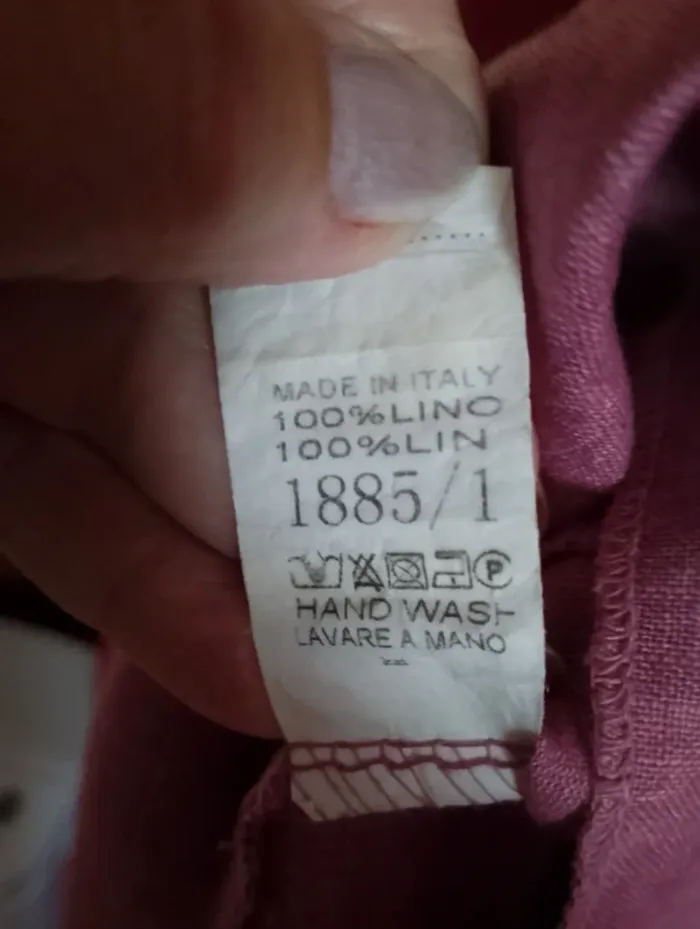 MADE IN ITALY
100%LINO
100%LIN
1885/1
P
HAND WASH
LAVARE A MANO